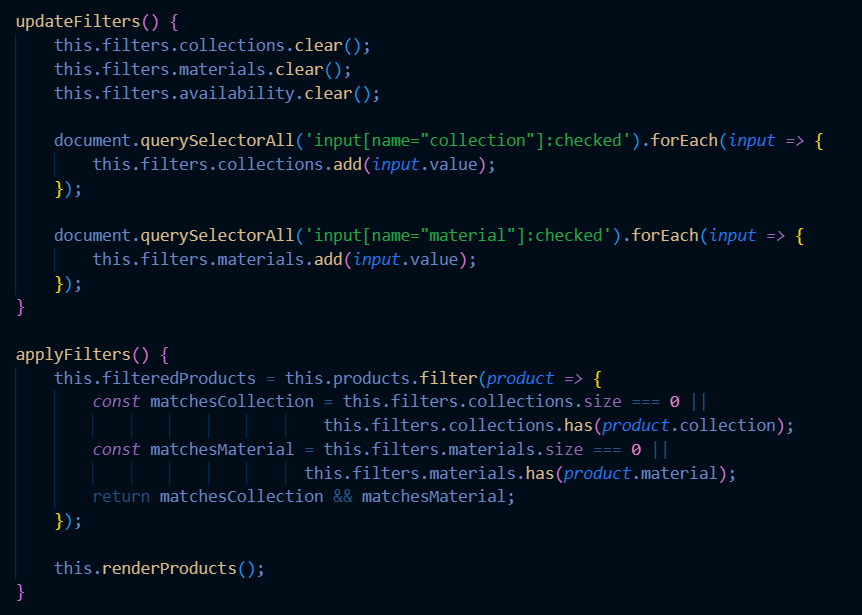 updateFilters() {
    this.filters.collections.clear();
    this.filters.materials.clear();
    this.filters.availability.clear();

    document.querySelectorAll('input[name="collection"]:checked').forEach(input => {
        this.filters.collections.add(input.value);
    });

    document.querySelectorAll('input[name="material"]:checked').forEach(input => {
        this.filters.materials.add(input.value);
    });
}

applyFilters() {
    this.filteredProducts = this.products.filter(product => {
        const matchesCollection = this.filters.collections.size === 0 ||
                                this.filters.collections.has(product.collection);
        const matchesMaterial = this.filters.materials.size === 0 ||
                              this.filters.materials.has(product.material);
        return matchesCollection && matchesMaterial;
    });

    this.renderProducts();
}